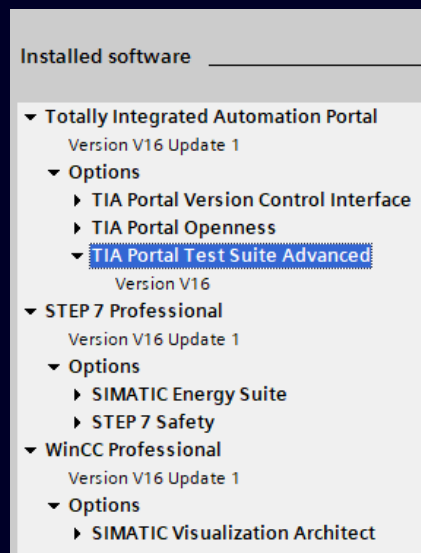 Installed software
Totally Integrated Automation Portal
Version V16 Update 1
Options
TIA Portal Version Control Interface
TIA Portal Openness
TIA Portal Test Suite Advanced
Version V16
STEP 7 Professional
Version V16 Update 1
Options
SIMATIC Energy Suite
STEP 7 Safety
WinCC Professional
Version V16 Update 1
Options
SIMATIC Visualization Architect